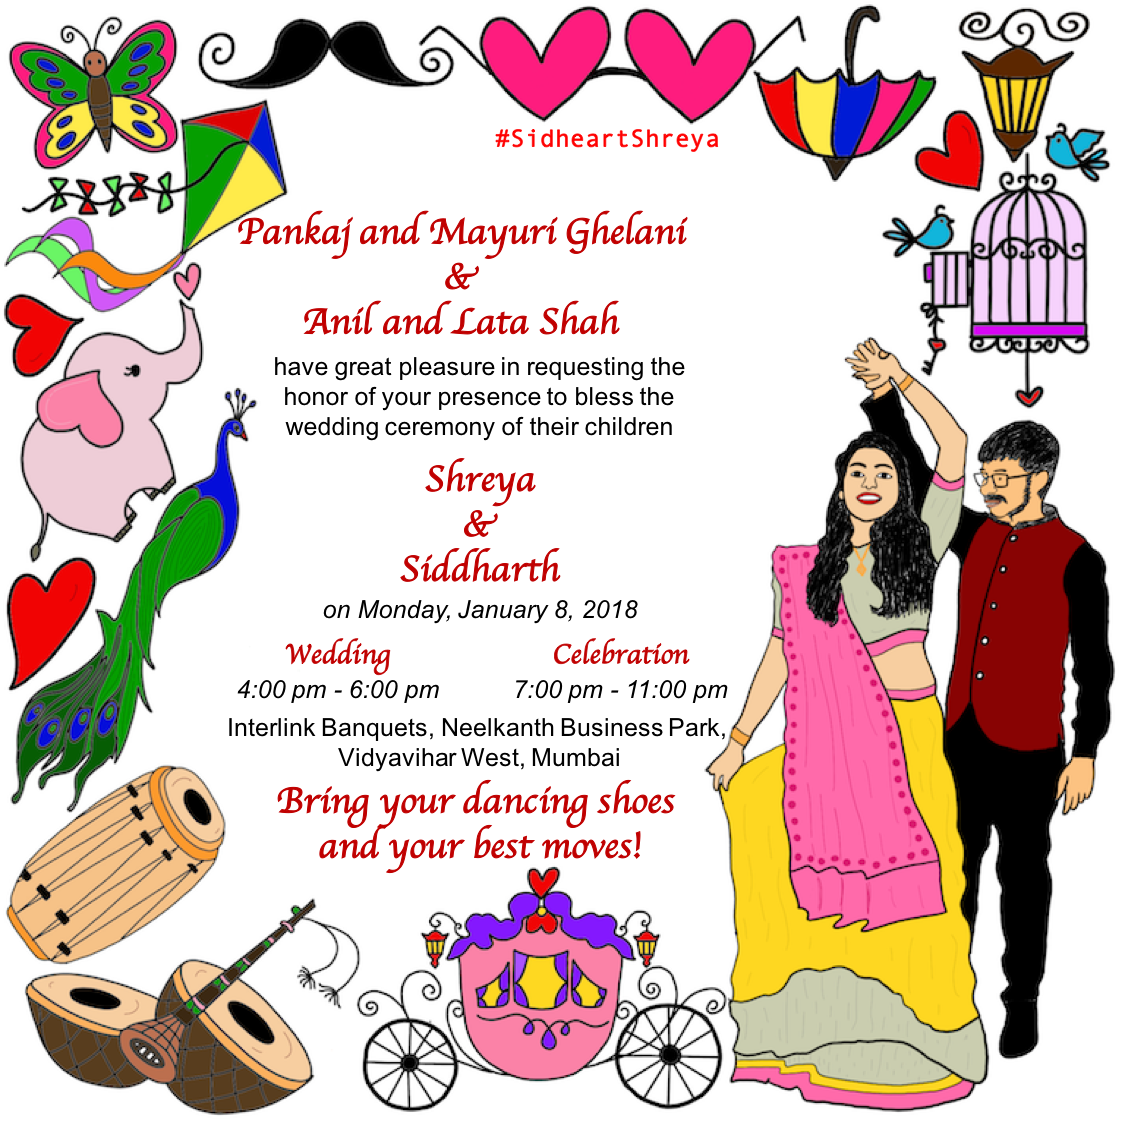 #SidheartShreya
Pankaj and Mayuri Ghelani
&
Anil and Lata Shah
have great pleasure in requesting the
honor of your presence to bless the
wedding ceremony of their children
Shreya
&
Siddharth
on Monday, January 8, 2018
Wedding Celebration
4:00 pm - 6:00 pm 7:00 pm - 11:00 pm
Interlink Banquets, Neelkanth Business Park,
Vidyavihar West, Mumbai
Bring your dancing shoes
and your best moves!